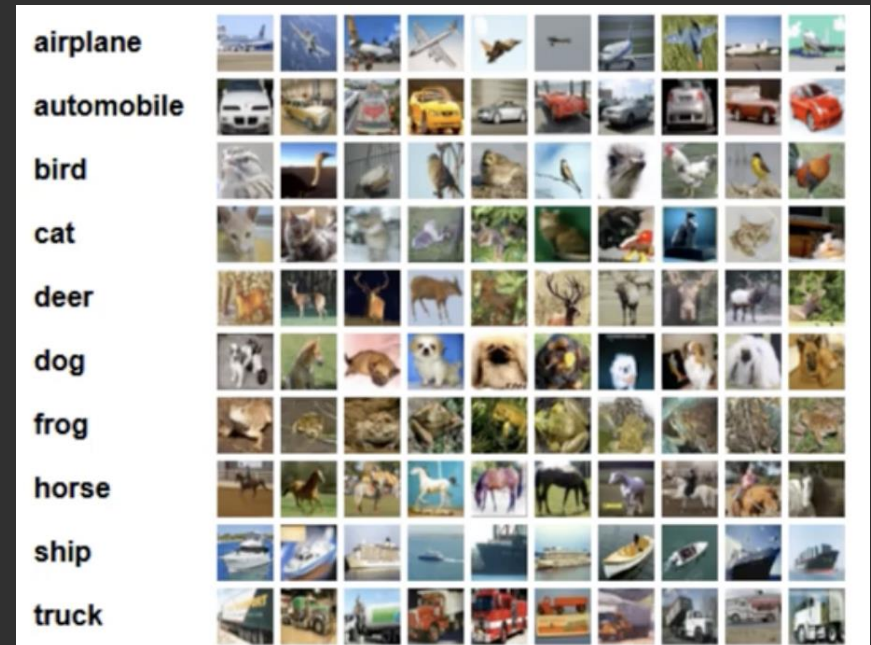 airplane
automobile
bird
cat
deer
dog
frog
horse
ship
truck